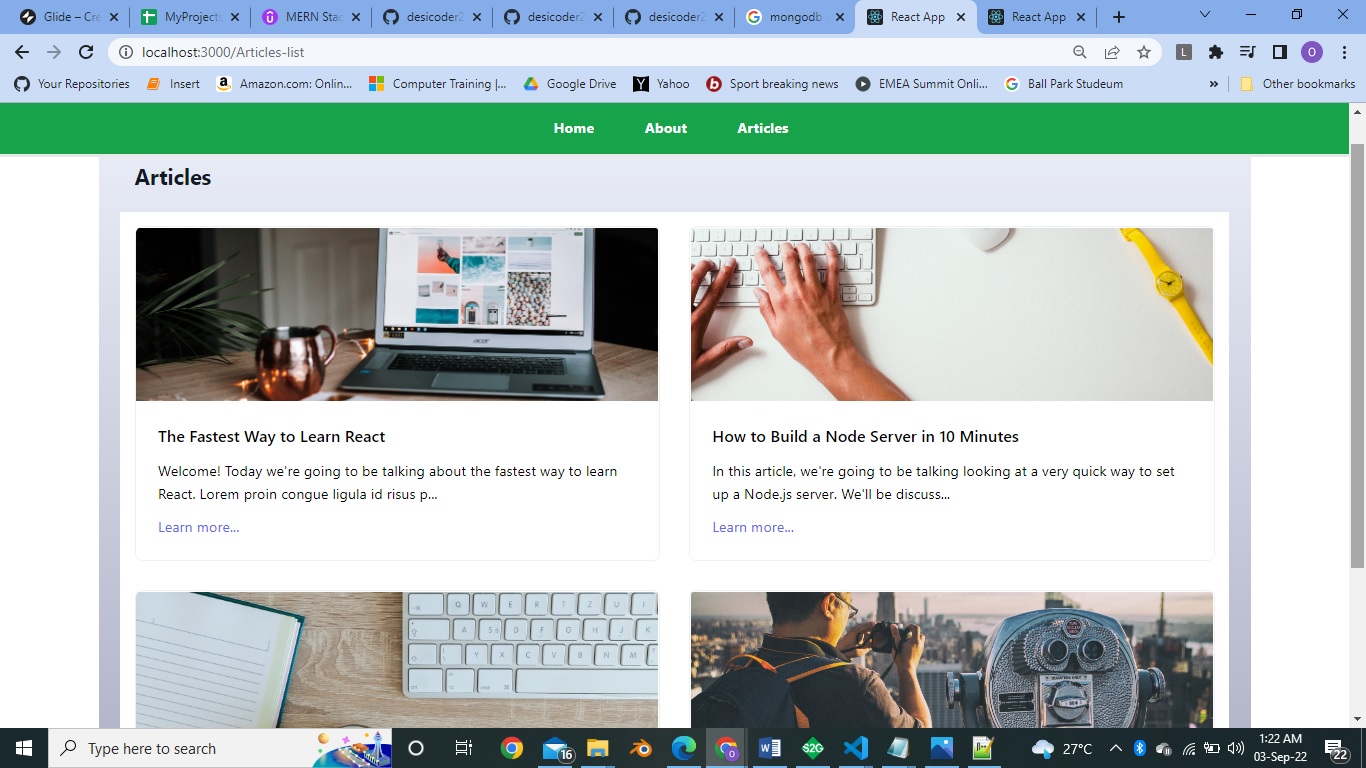 Glide – Cre
MyProjects
MERN Stac
desicoder2
desicoder2
desicoder2
mongodb
React App
React App
localhost:3000/Articles-list
L
O
Your Repositories
Insert
Amazon.com: Onlin...
Computer Training |...
Google Drive
Yahoo
Sport breaking news
EMEA Summit Onli...
Ball Park Studeum
»
Other bookmarks
Home
About
Articles
Articles
acer
The Fastest Way to Learn React
Welcome! Today we're going to be talking about the fastest way to learn
React. Lorem proin congue ligula id risus p...
Learn more...
How to Build a Node Server in 10 Minutes
In this article, we're going to be talking looking at a very quick way to set
up a Node.js server. We'll be discuss...
Learn more...
Q W E R T Z U I
A S D F G H J K
Y X C V B N M
Type here to search
16
S2G
27°C
1:22 AM
03-Sep-22
22